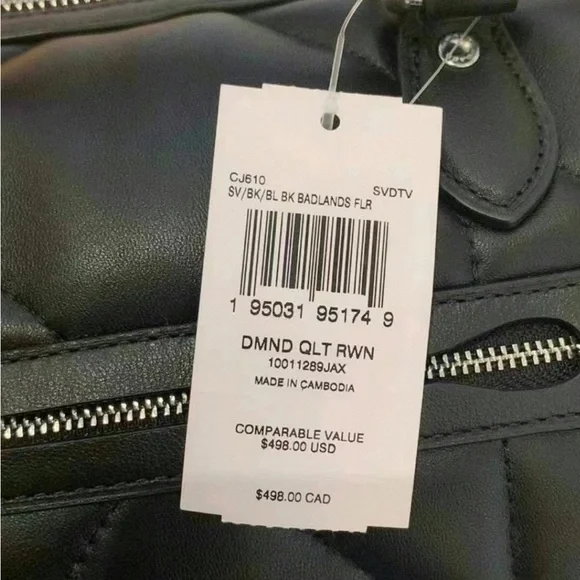 CJ610
SVDTV
SV/BK/BL BK BADLANDS FLR
1 95031 95174 9
DMND QLT RWN
10011289JAX
MADE IN CAMBODIA
COMPARABLE VALUE
$498.00 USD
$498.00 CAD